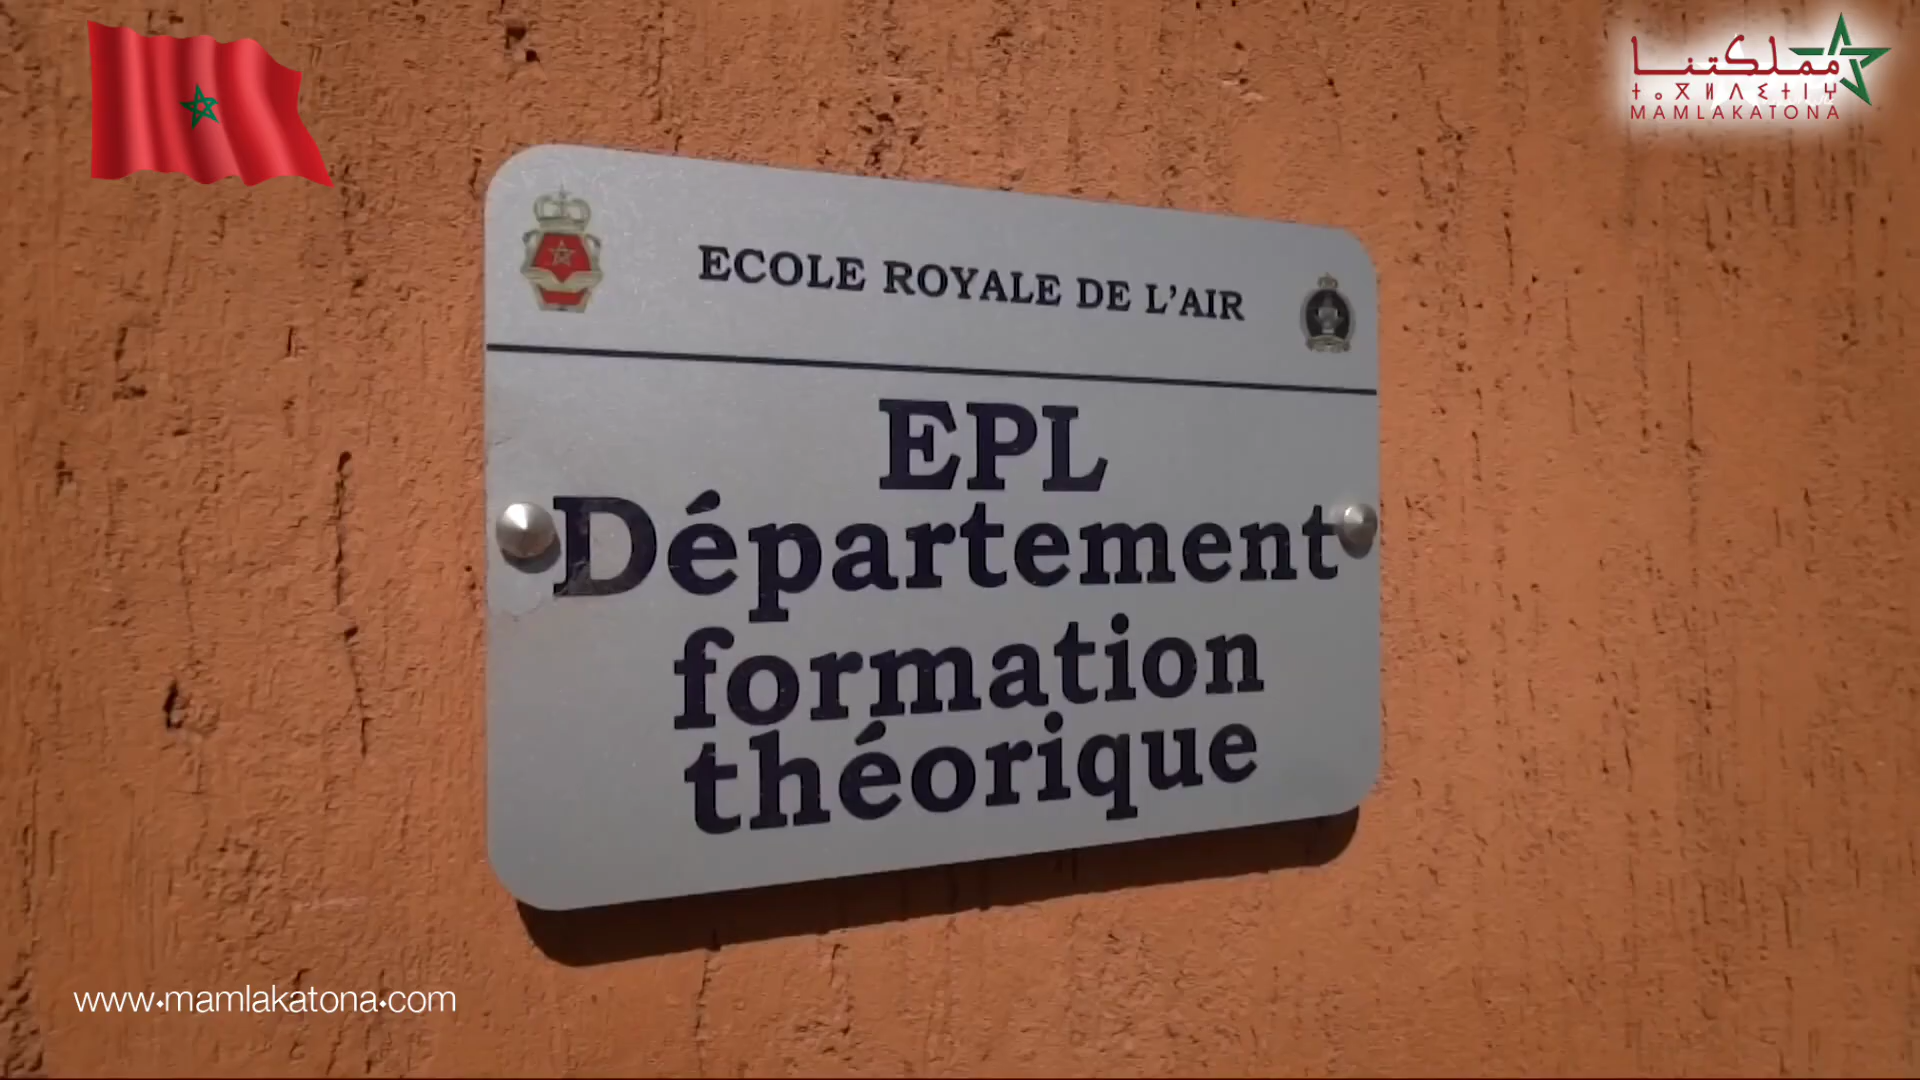 مملكتنا
ⵜⴰⴳⵍⴷⵉⵜⵏⵖ
MAMLAKATONA
ECOLE ROYALE DE L'AIR
EPL
Département
formation
théorique
www.mamlakatona.com